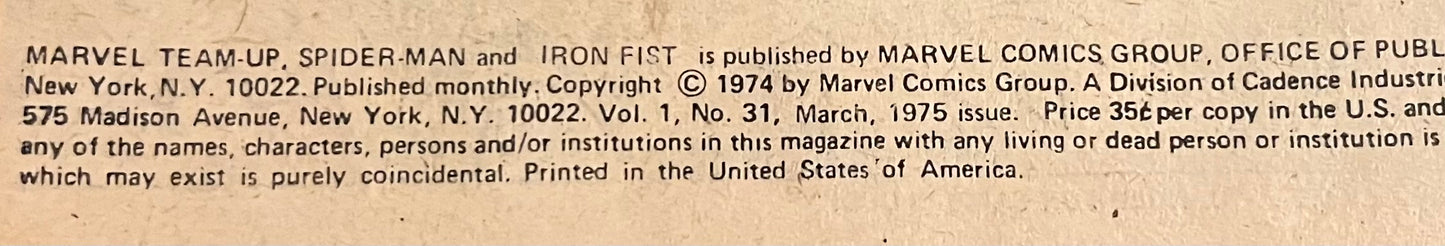 MARVEL TEAM-UP, SPIDER-MAN and IRON FIST is published by MARVEL COMICS GROUP, OFFICE OF PUBL
New York, N.Y. 10022. Published monthly. Copyright © 1974 by Marvel Comics Group. A Division of Cadence Industri
575 Madison Avenue, New York, N.Y. 10022. Vol. 1, No. 31, March, 1975 issue. Price 35¢ per copy in the U.S. and
any of the names, characters, persons and/or institutions in this magazine with any living or dead person or institution is
which may exist is purely coincidental. Printed in the United States of America.